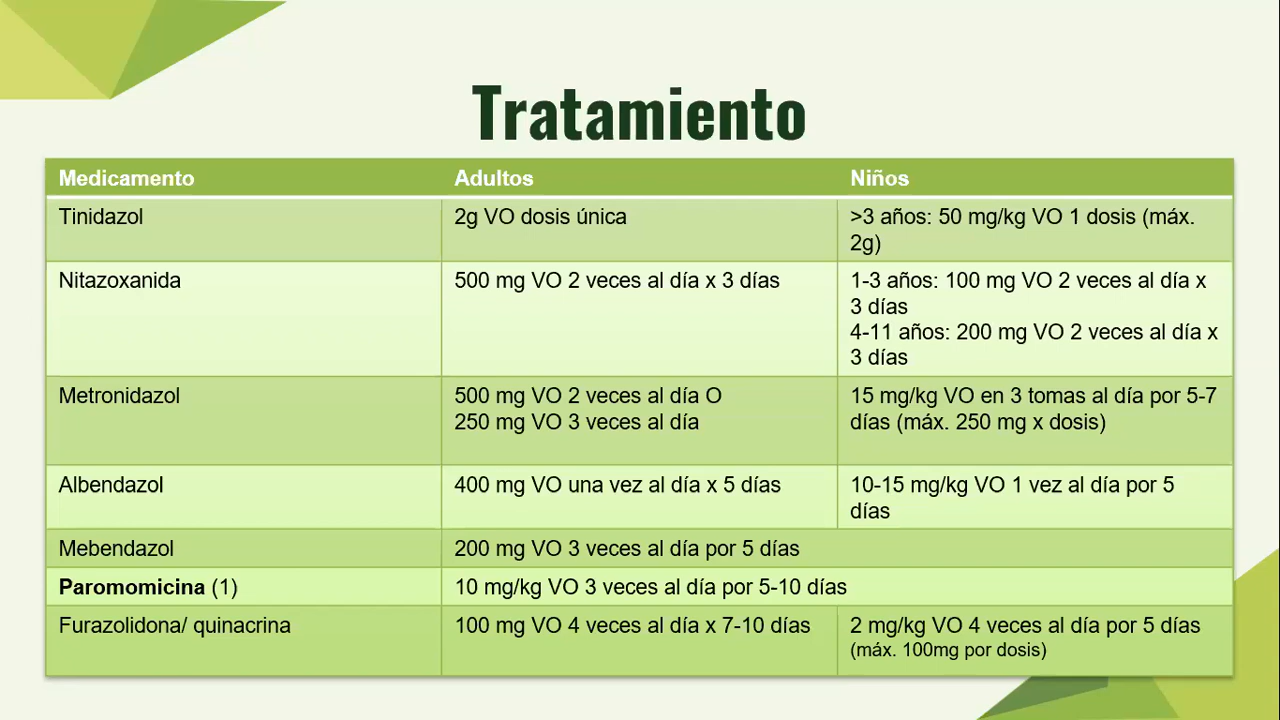 Tratamiento
Medicamento
Adultos
Niños
Tinidazol
2g VO dosis única
>3 años: 50 mg/kg VO 1 dosis (máx.
2g)
Nitazoxanida
500 mg VO 2 veces al día x 3 días
1-3 años: 100 mg VO 2 veces al día x
3 días
4-11 años: 200 mg VO 2 veces al día x
3 días
Metronidazol
500 mg VO 2 veces al día O
250 mg VO 3 veces al día
15 mg/kg VO en 3 tomas al día por 5-7
días (máx. 250 mg x dosis)
Albendazol
400 mg VO una vez al día x 5 días
10-15 mg/kg VO 1 vez al día por 5
días
Mebendazol
200 mg VO 3 veces al día por 5 días
Paromomicina (1)
10 mg/kg VO 3 veces al día por 5-10 días
Furazolidona/ quinacrina
100 mg VO 4 veces al día x 7-10 días
2 mg/kg VO 4 veces al día por 5 días
(máx. 100mg por dosis)